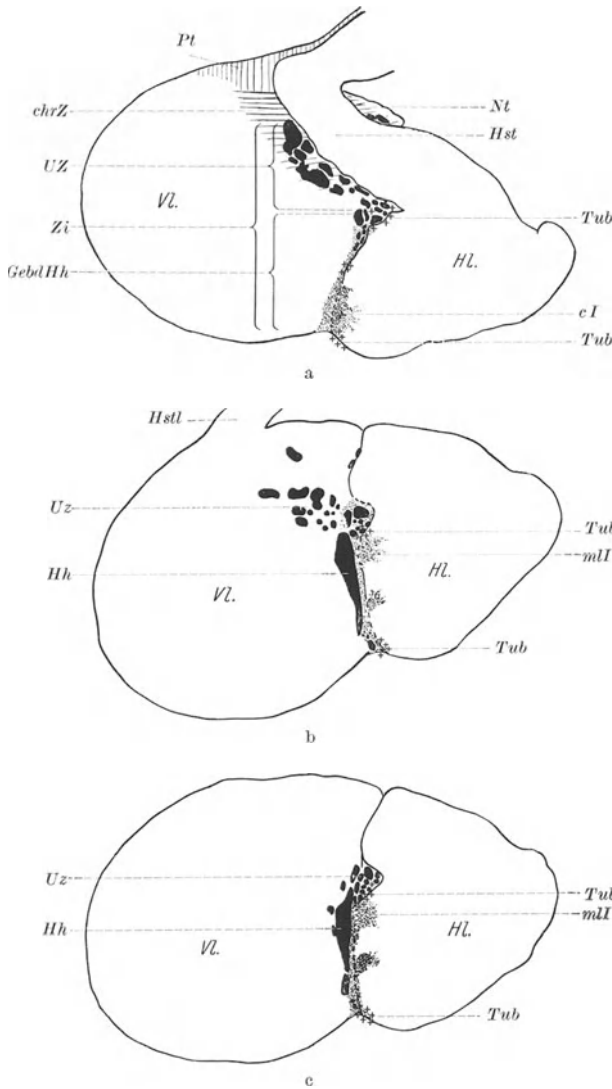 Pt
chrZ
Nt
Hst
UZ
Vl.
Tub
Zi
GebdHh
Hl.
cI
Tub
a
Hstl
Uz
Tub
mlI
Hh
Vl.
Hl.
Tub
b
Uz
Tub
mlI
Hh
Vl.
Hl.
Tub
c